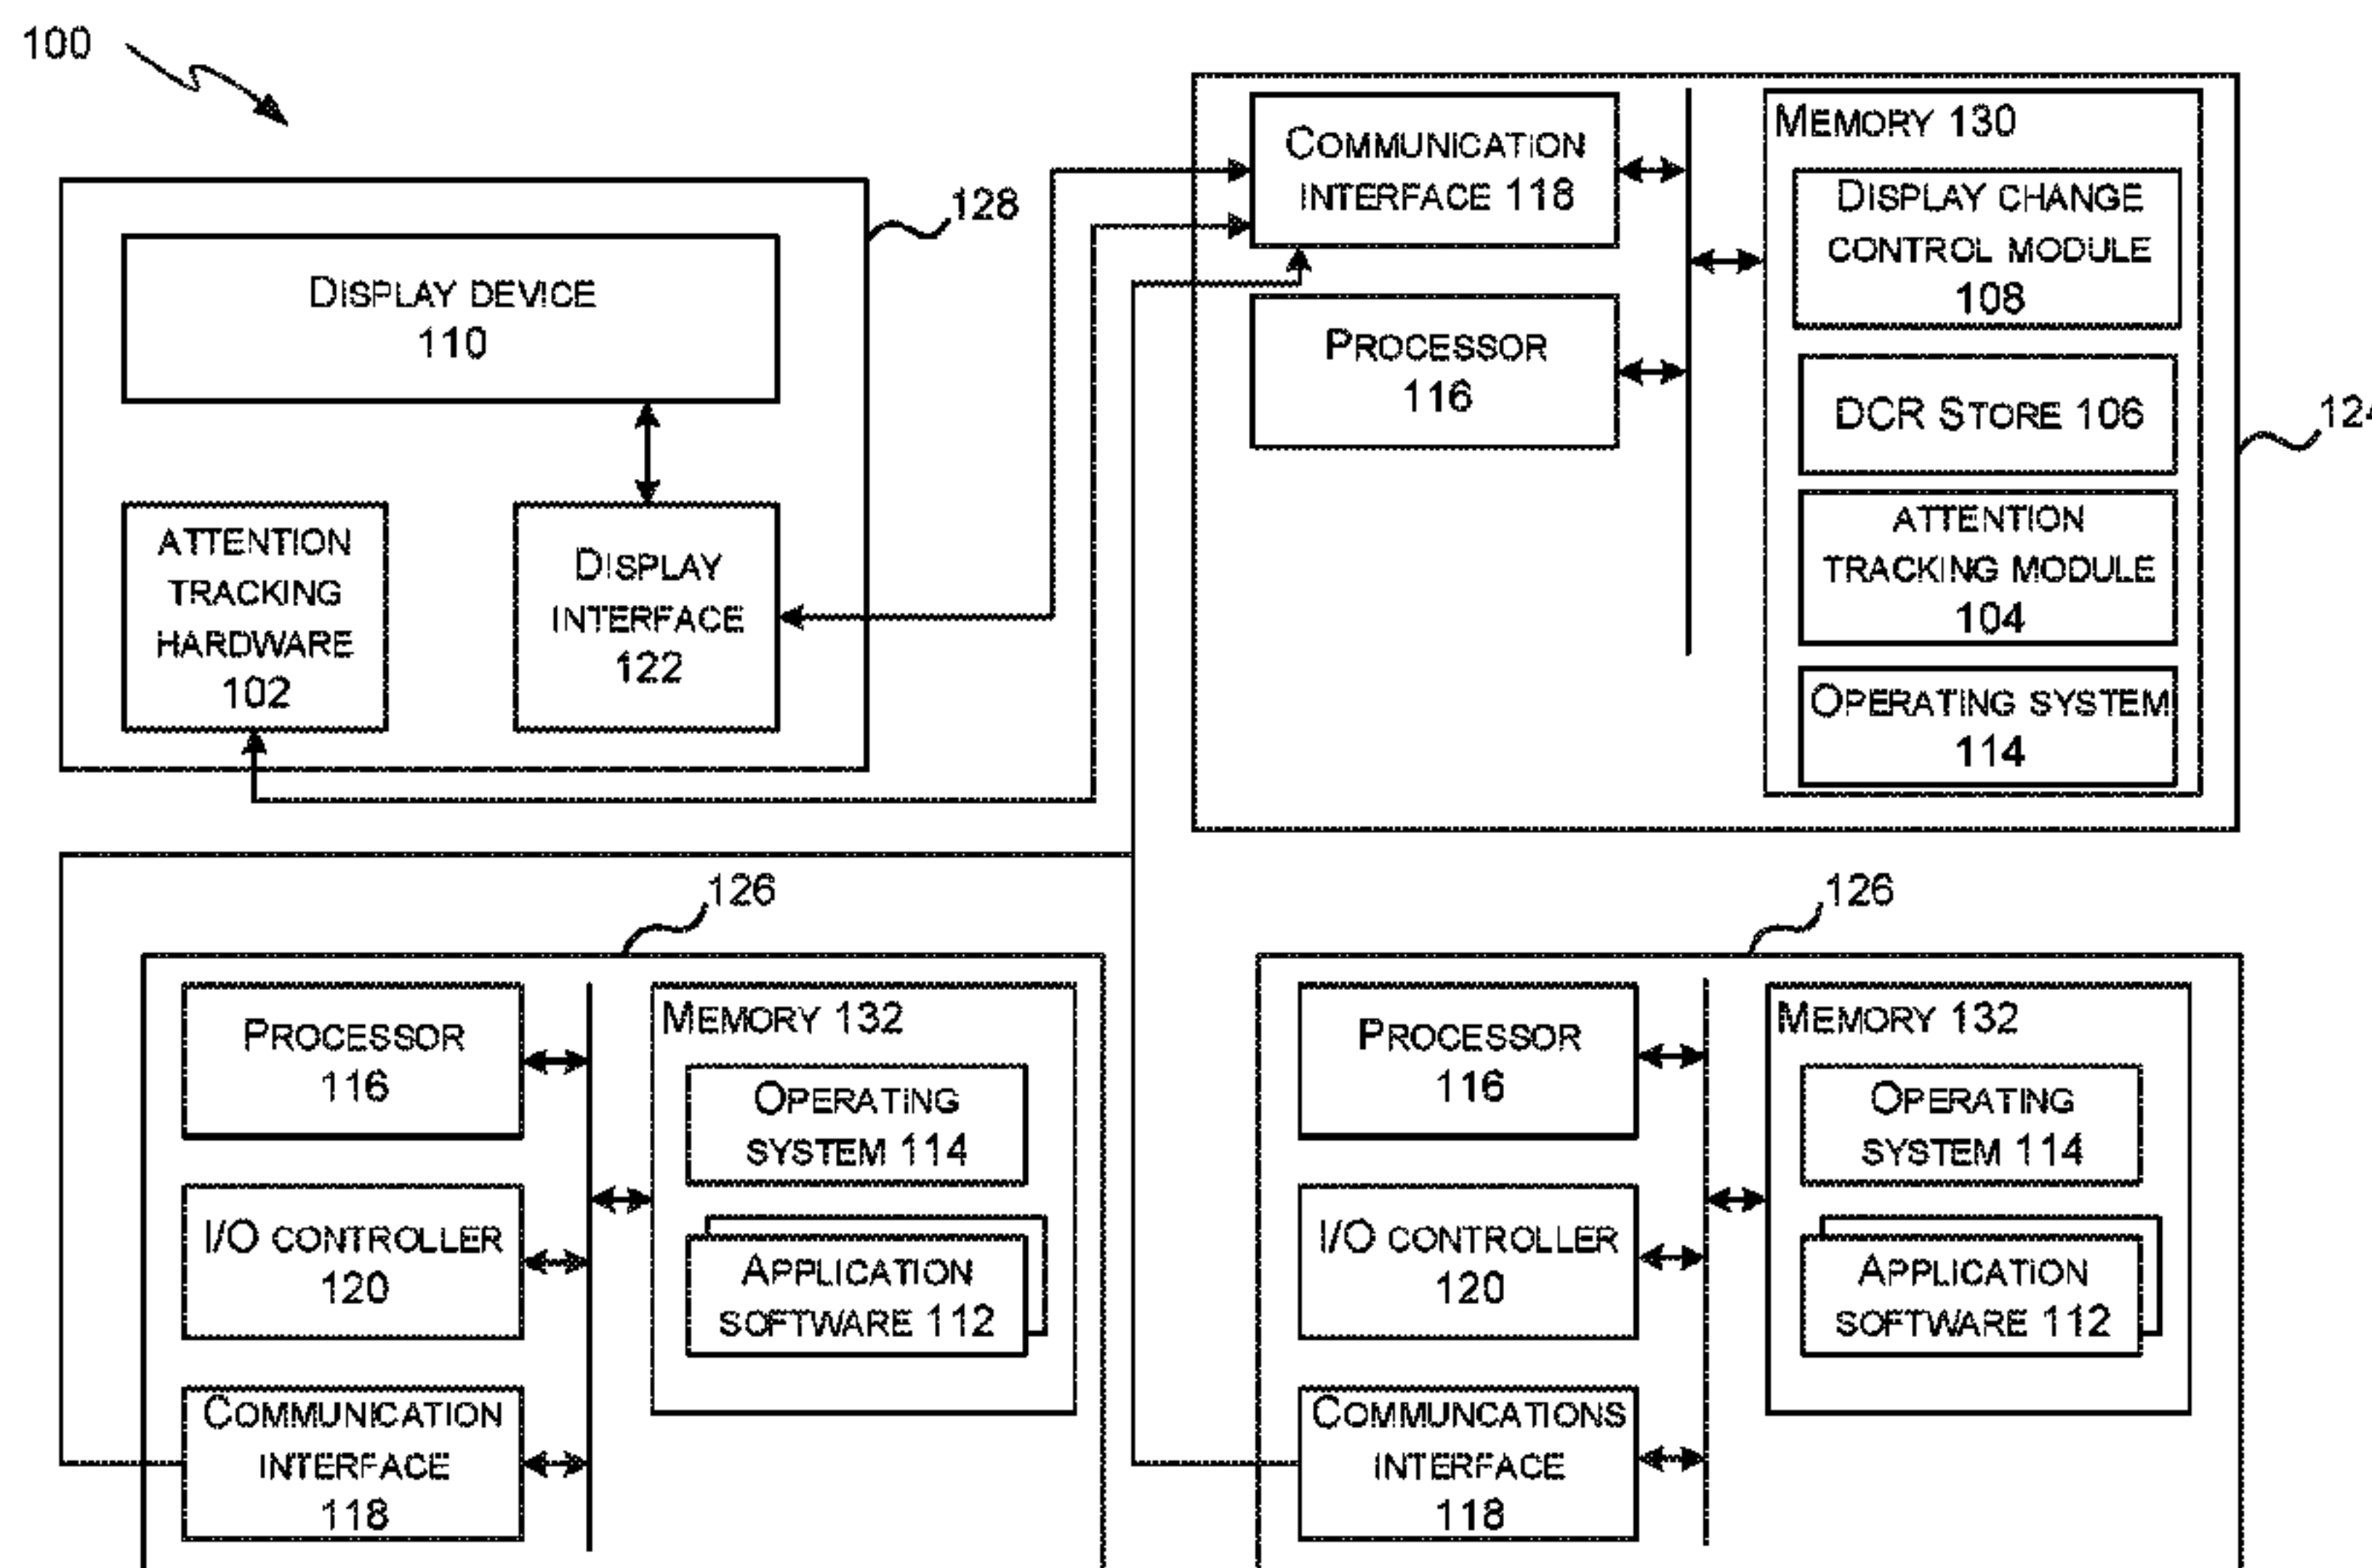 100
128
DISPLAY DEVICE
110
ATTENTION
TRACKING
HARDWARE
102
DISPLAY
INTERFACE
122
COMMUNICATION
INTERFACE 118
PROCESSOR
116
MEMORY 130
DISPLAY CHANGE
CONTROL MODULE
108
DCR STORE 106
ATTENTION
TRACKING MODULE
104
OPERATING SYSTEM
114
124
126
PROCESSOR
116
I/O CONTROLLER
120
COMMUNICATION
INTERFACE
118
MEMORY 132
OPERATING
SYSTEM 114
APPLICATION
SOFTWARE 112
126
PROCESSOR
116
I/O CONTROLLER
120
COMMUNCATIONS
INTERFACE
118
MEMORY 132
OPERATING
SYSTEM 114
APPLICATION
SOFTWARE 112